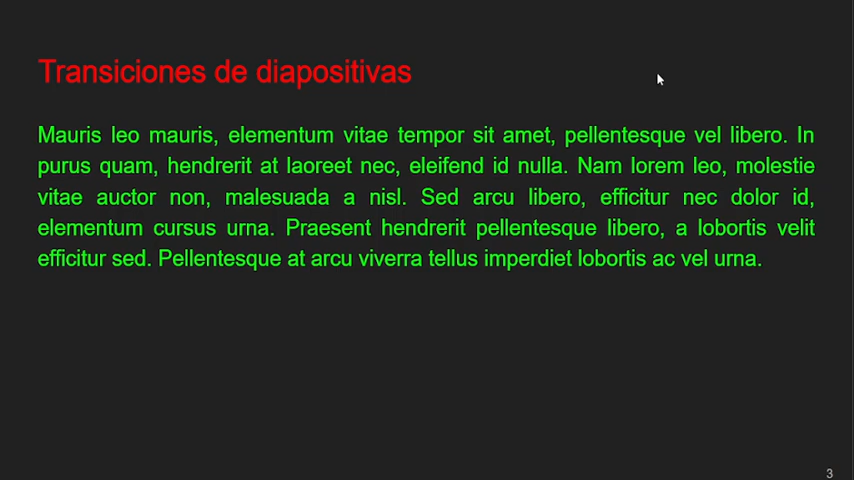 Transiciones de diapositivas
Mauris leo mauris, elementum vitae tempor sit amet, pellentesque vel libero. In
purus quam, hendrerit at laoreet nec, eleifend id nulla. Nam lorem leo, molestie
vitae auctor non, malesuada a nisl. Sed arcu libero, efficitur nec dolor id,
elementum cursus urna. Praesent hendrerit pellentesque libero, a lobortis velit
efficitur sed. Pellentesque at arcu viverra tellus imperdiet lobortis ac vel urna.
3